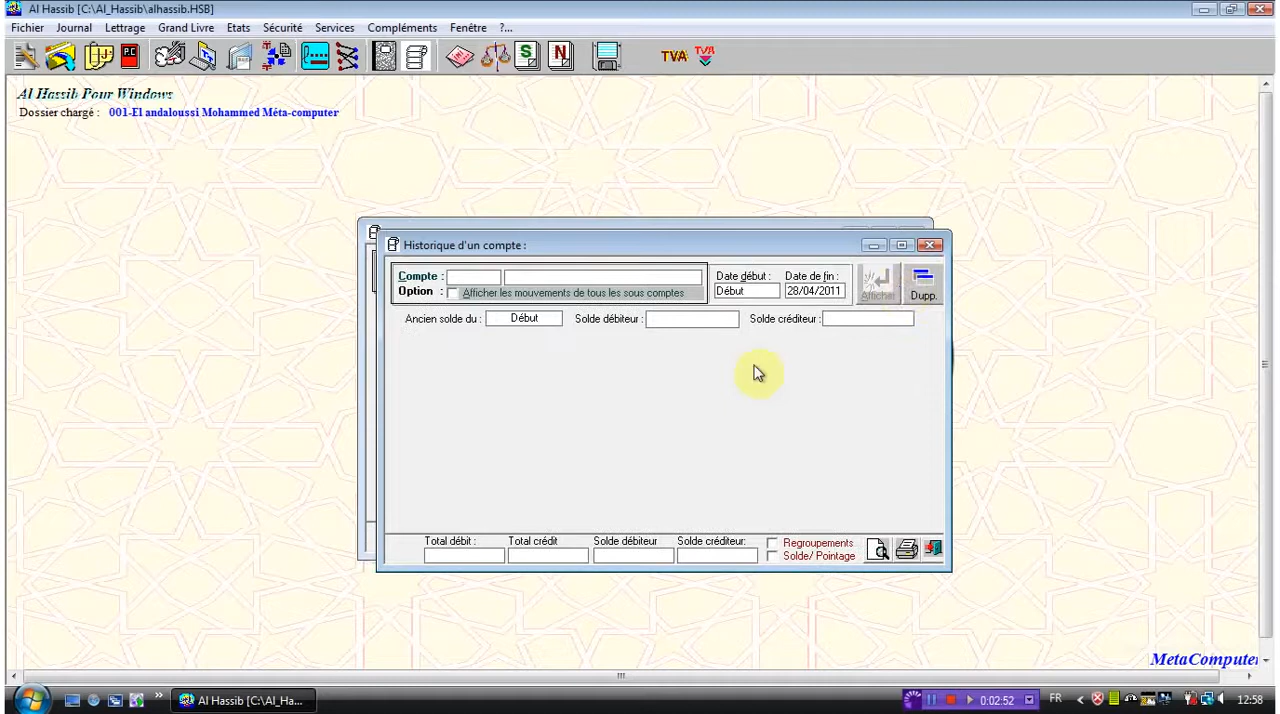 Al Hassib [C:\Al_Hassib\alhassib.HSB]
Fichier Journal Lettrage Grand Livre Etats Sécurité Services Compléments Fenêtre ?...
P.C S N TVA TVA
Al Hassib Pour Windows
Dossier chargé : 001-El andaloussi Mohammed Méta-computer
Historique d'un compte :
Compte : Date début : Date de fin :
Option : Afficher les mouvements de tous les sous comptes Début 28/04/2011 Afficher Dupp.
Ancien solde du : Début Solde débiteur : Solde créditeur :
Total débit : Total crédit Solde débiteur Solde créditeur: Regroupements
Solde/ Pointage
MetaComputer
Al Hassib [C:\Al_Ha... 0:02:52 FR 12:58